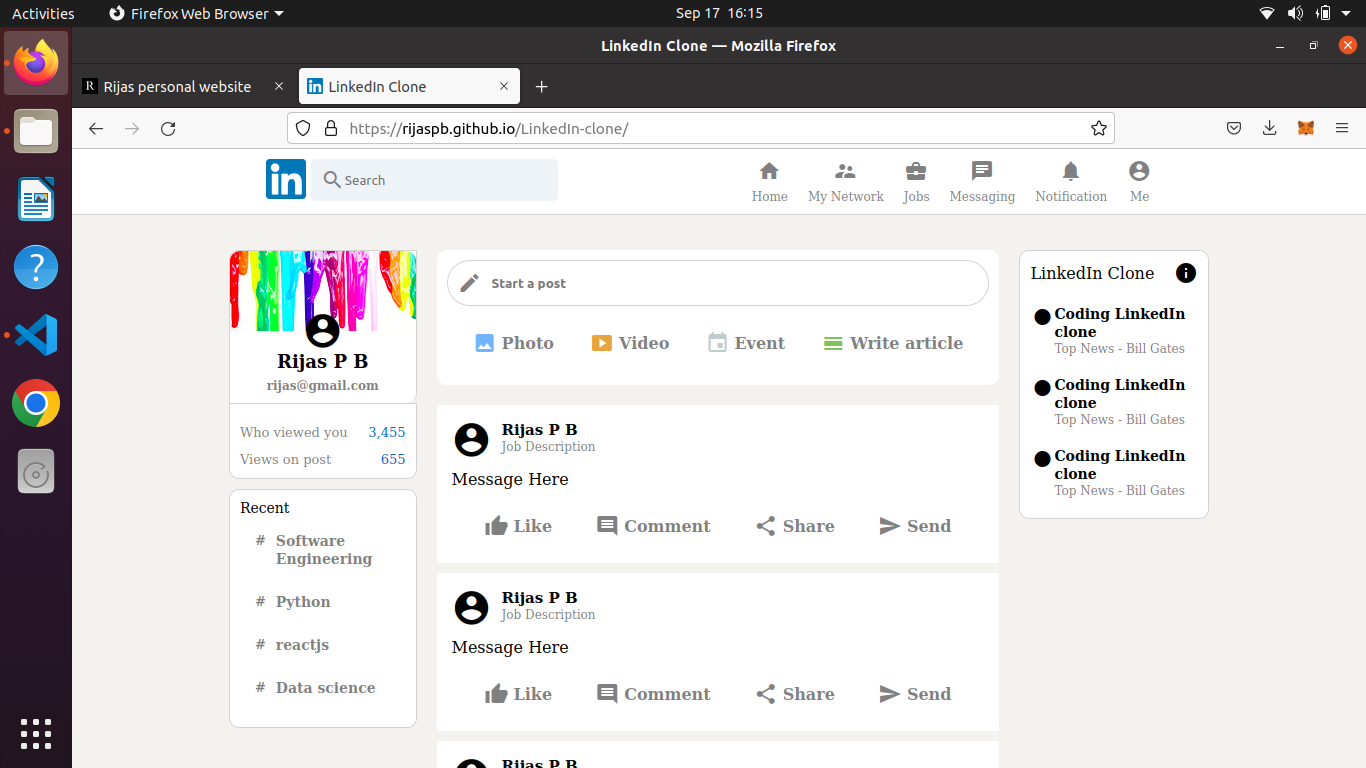 Activities
Firefox Web Browser
Sep 17 16:15
LinkedIn Clone — Mozilla Firefox
R
Rijas personal website
in
LinkedIn Clone
https://rijaspb.github.io/LinkedIn-clone/
in
Search
Home
My Network
Jobs
Messaging
Notification
Me
Rijas P B
rijas@gmail.com
Who viewed you 3,455
Views on post 655
Recent
# Software
Engineering
# Python
# reactjs
# Data science
Start a post
Photo
Video
Event
Write article
Rijas P B
Job Description
Message Here
Like
Comment
Share
Send
Rijas P B
Job Description
Message Here
Like
Comment
Share
Send
Rijas P B
LinkedIn Clone
Coding LinkedIn
clone
Top News - Bill Gates
Coding LinkedIn
clone
Top News - Bill Gates
Coding LinkedIn
clone
Top News - Bill Gates